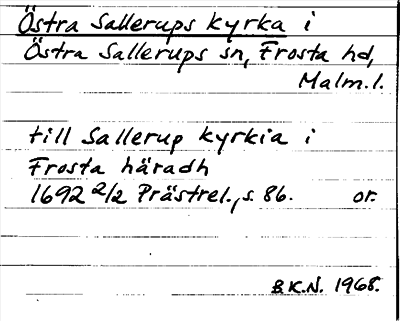 Östra Sallerups kyrka i
Östra Sallerups sn, Frosta hd,
Malm.l.
till Sallerup kyrkia i
Frosta häradh
1692 2/2 Prästrel., s. 86. or.
B.K.N. 1968.